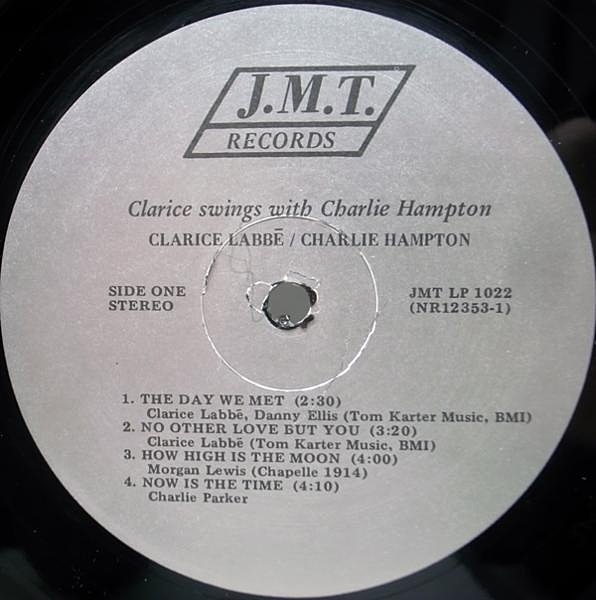 J.M.T.
RECORDS
Clarice swings with Charlie Hampton
CLARICE LABBĒ / CHARLIE HAMPTON
SIDE ONE
STEREO
JMT LP 1022
(NR12353-1)
1. THE DAY WE MET (2:30)
Clarice Labbē, Danny Ellis (Tom Karter Music, BMI)
2. NO OTHER LOVE BUT YOU (3:20)
Clarice Labbē (Tom Karter Music, BMI)
3. HOW HIGH IS THE MOON (4:00)
Morgan Lewis (Chapelle 1914)
4. NOW IS THE TIME (4:10)
Charlie Parker